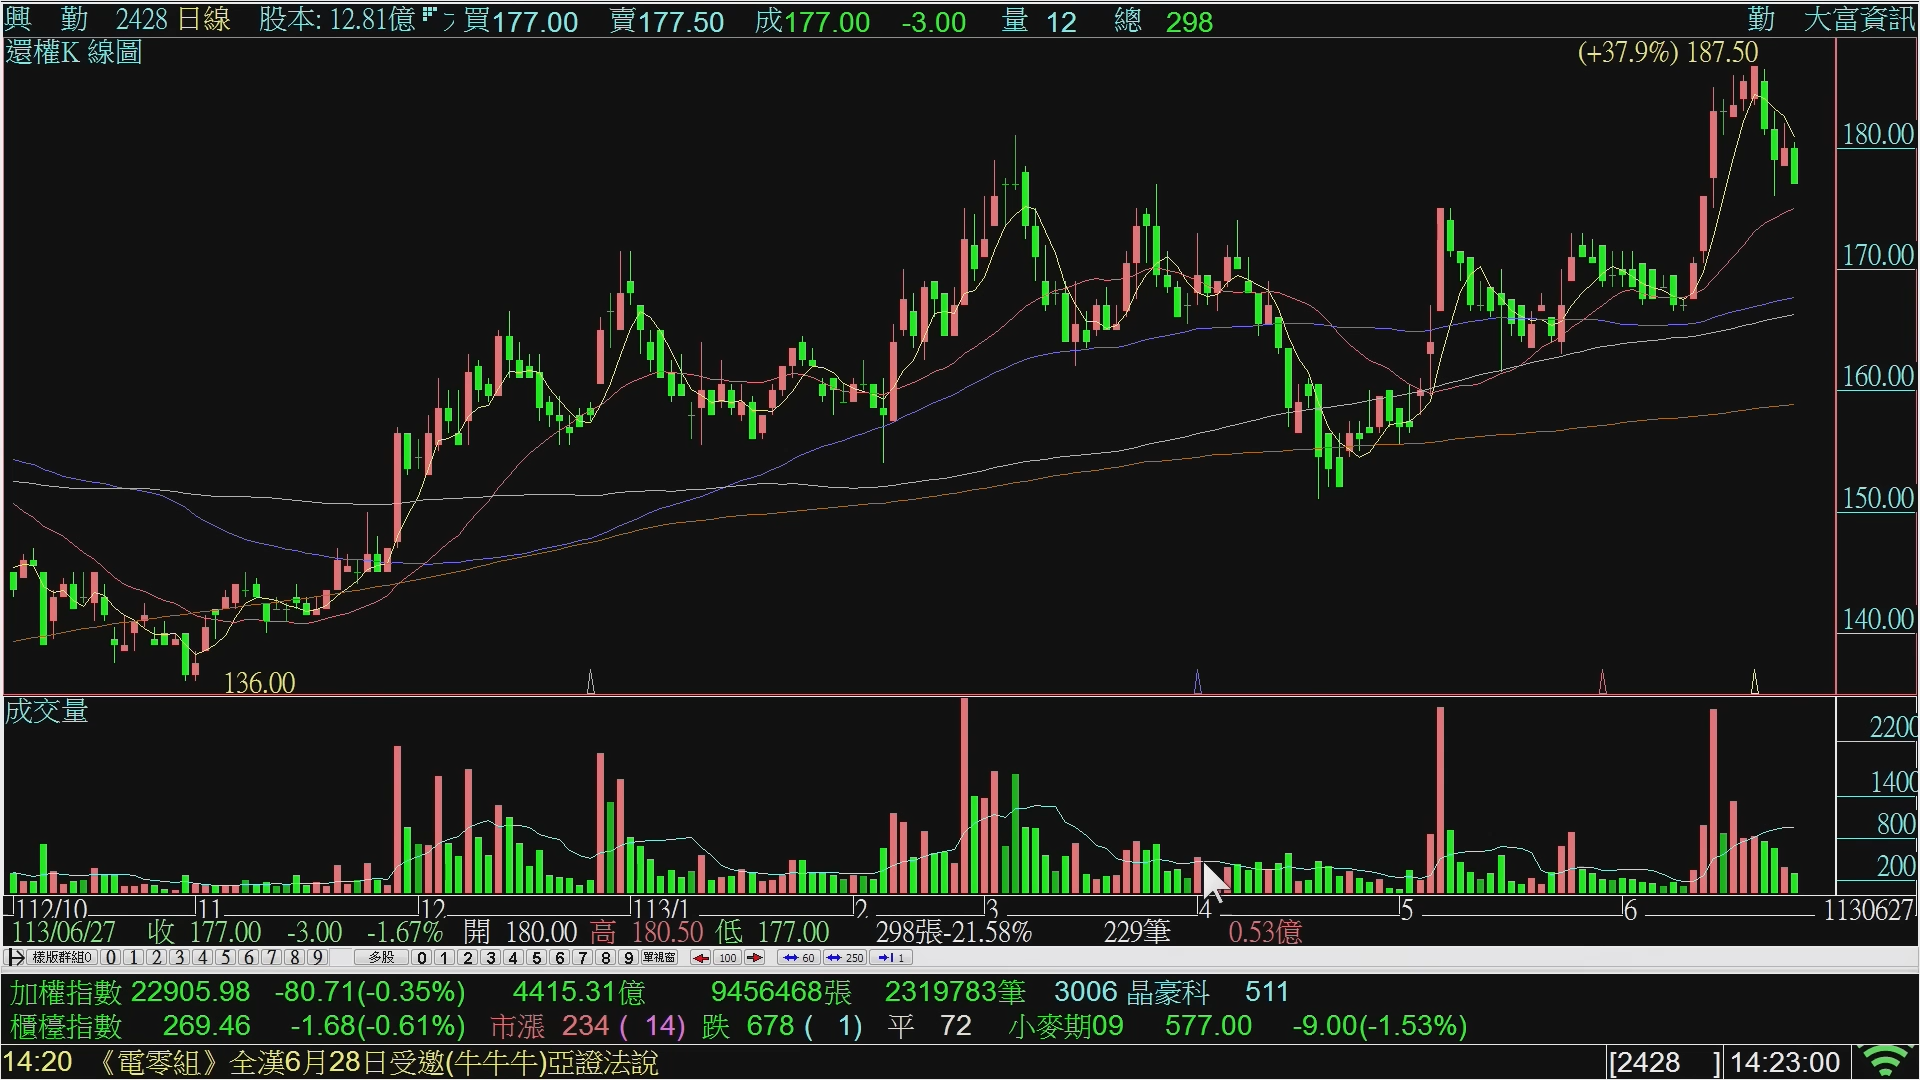 興 勤 2428 日線 股本: 12.81億 買177.00 賣177.50 成177.00 -3.00 量 12 總 298 勤 大富資訊
還權K 線圖
(+37.9%) 187.50
180.00
170.00
160.00
150.00
140.00
136.00
成交量
2200
1400
800
200
112/10 11 12 113/1 2 3 4 5 6 1130627
113/06/27 收 177.00 -3.00 -1.67% 開 180.00 高 180.50 低 177.00 298張-21.58% 229筆 0.53億
樣版群組0 0 1 2 3 4 5 6 7 8 9 多股 0 1 2 3 4 5 6 7 8 9 單視窗 100 60 250 1
加權指數 22905.98 -80.71(-0.35%) 4415.31億 9456468張 2319783筆 3006 晶豪科 511
櫃檯指數 269.46 -1.68(-0.61%) 市漲 234 ( 14) 跌 678 ( 1) 平 72 小麥期09 577.00 -9.00(-1.53%)
14:20 《電零組》全漢6月28日受邀(牛牛牛)亞證法說 [2428 ] 14:23:00